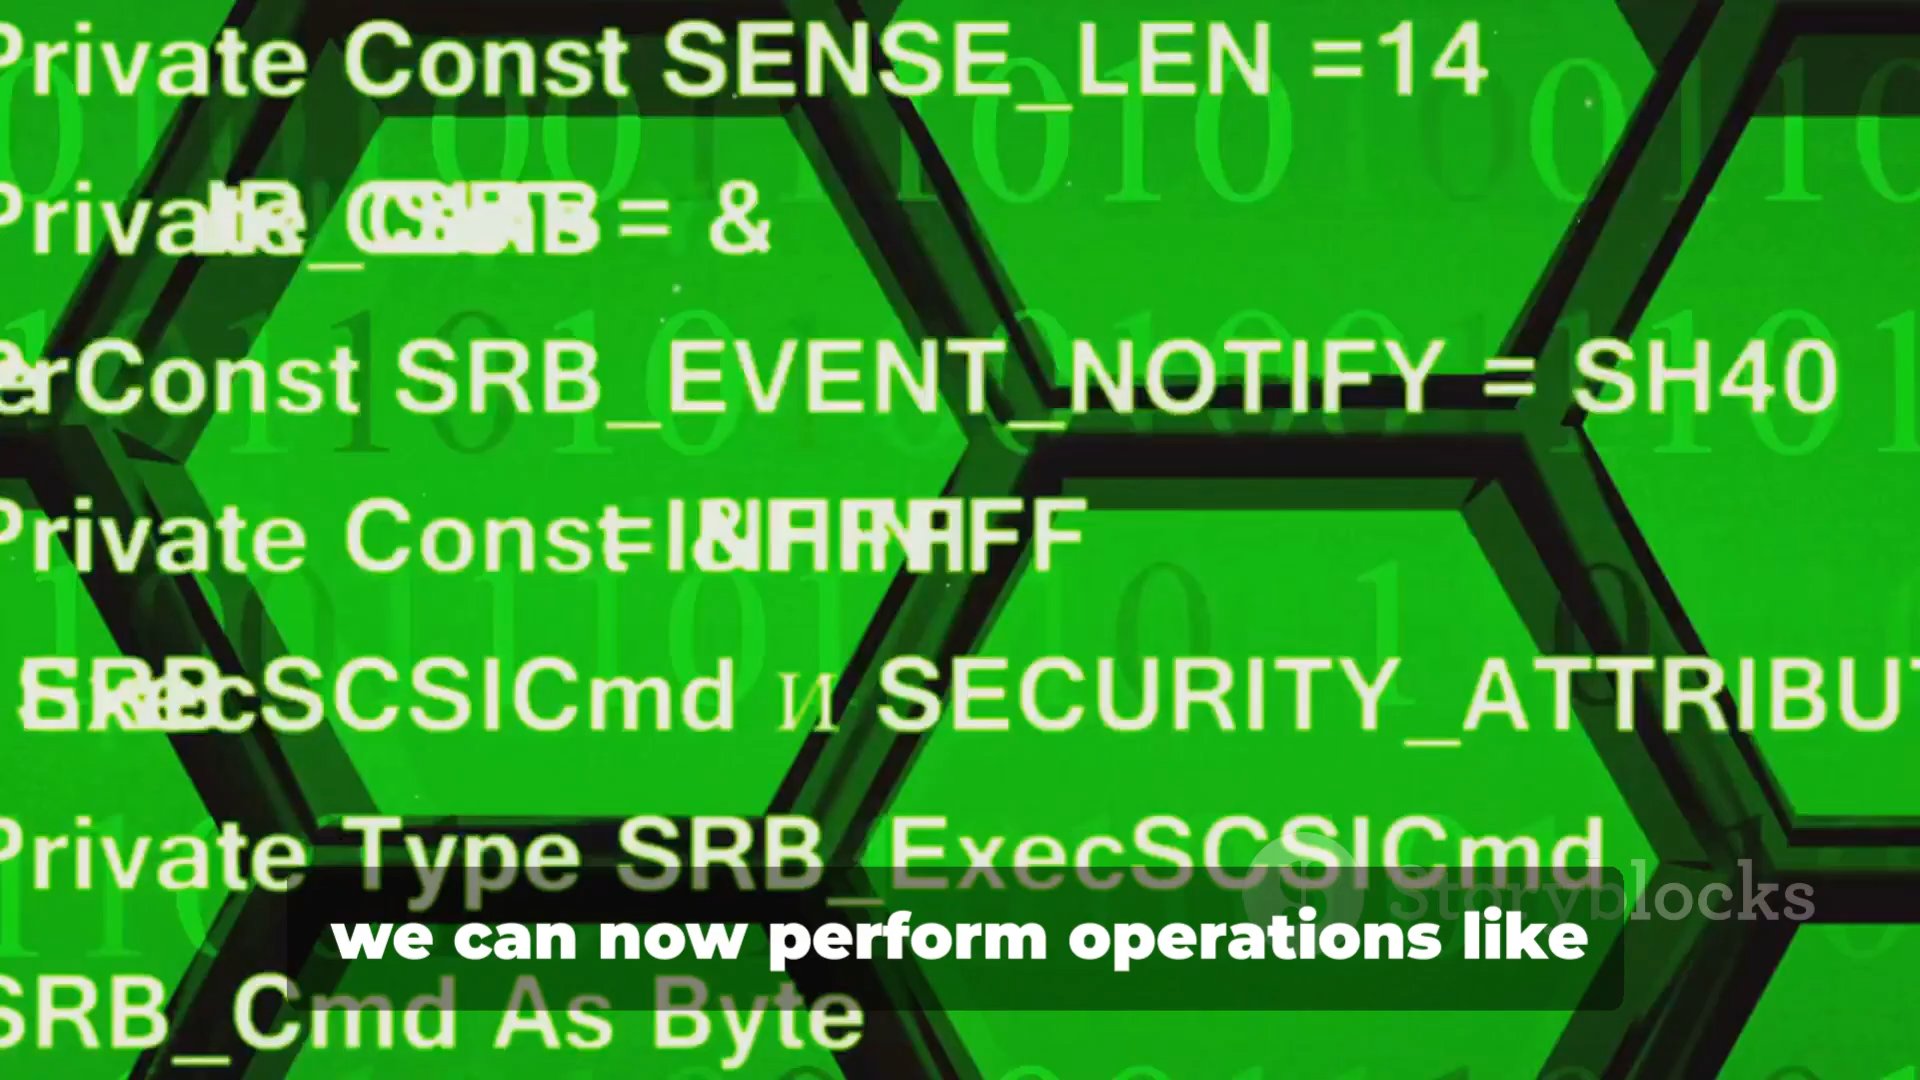 Private Const SENSE_LEN =14
= &
Const SRB_EVENT_NOTIFY = SH40
Private Const
SCSICmd И SECURITY_ATTRIBUT
Private Type SRB_ExecSCSICmd
Storyblocks
we can now perform operations like
SRB_Cmd As Byte